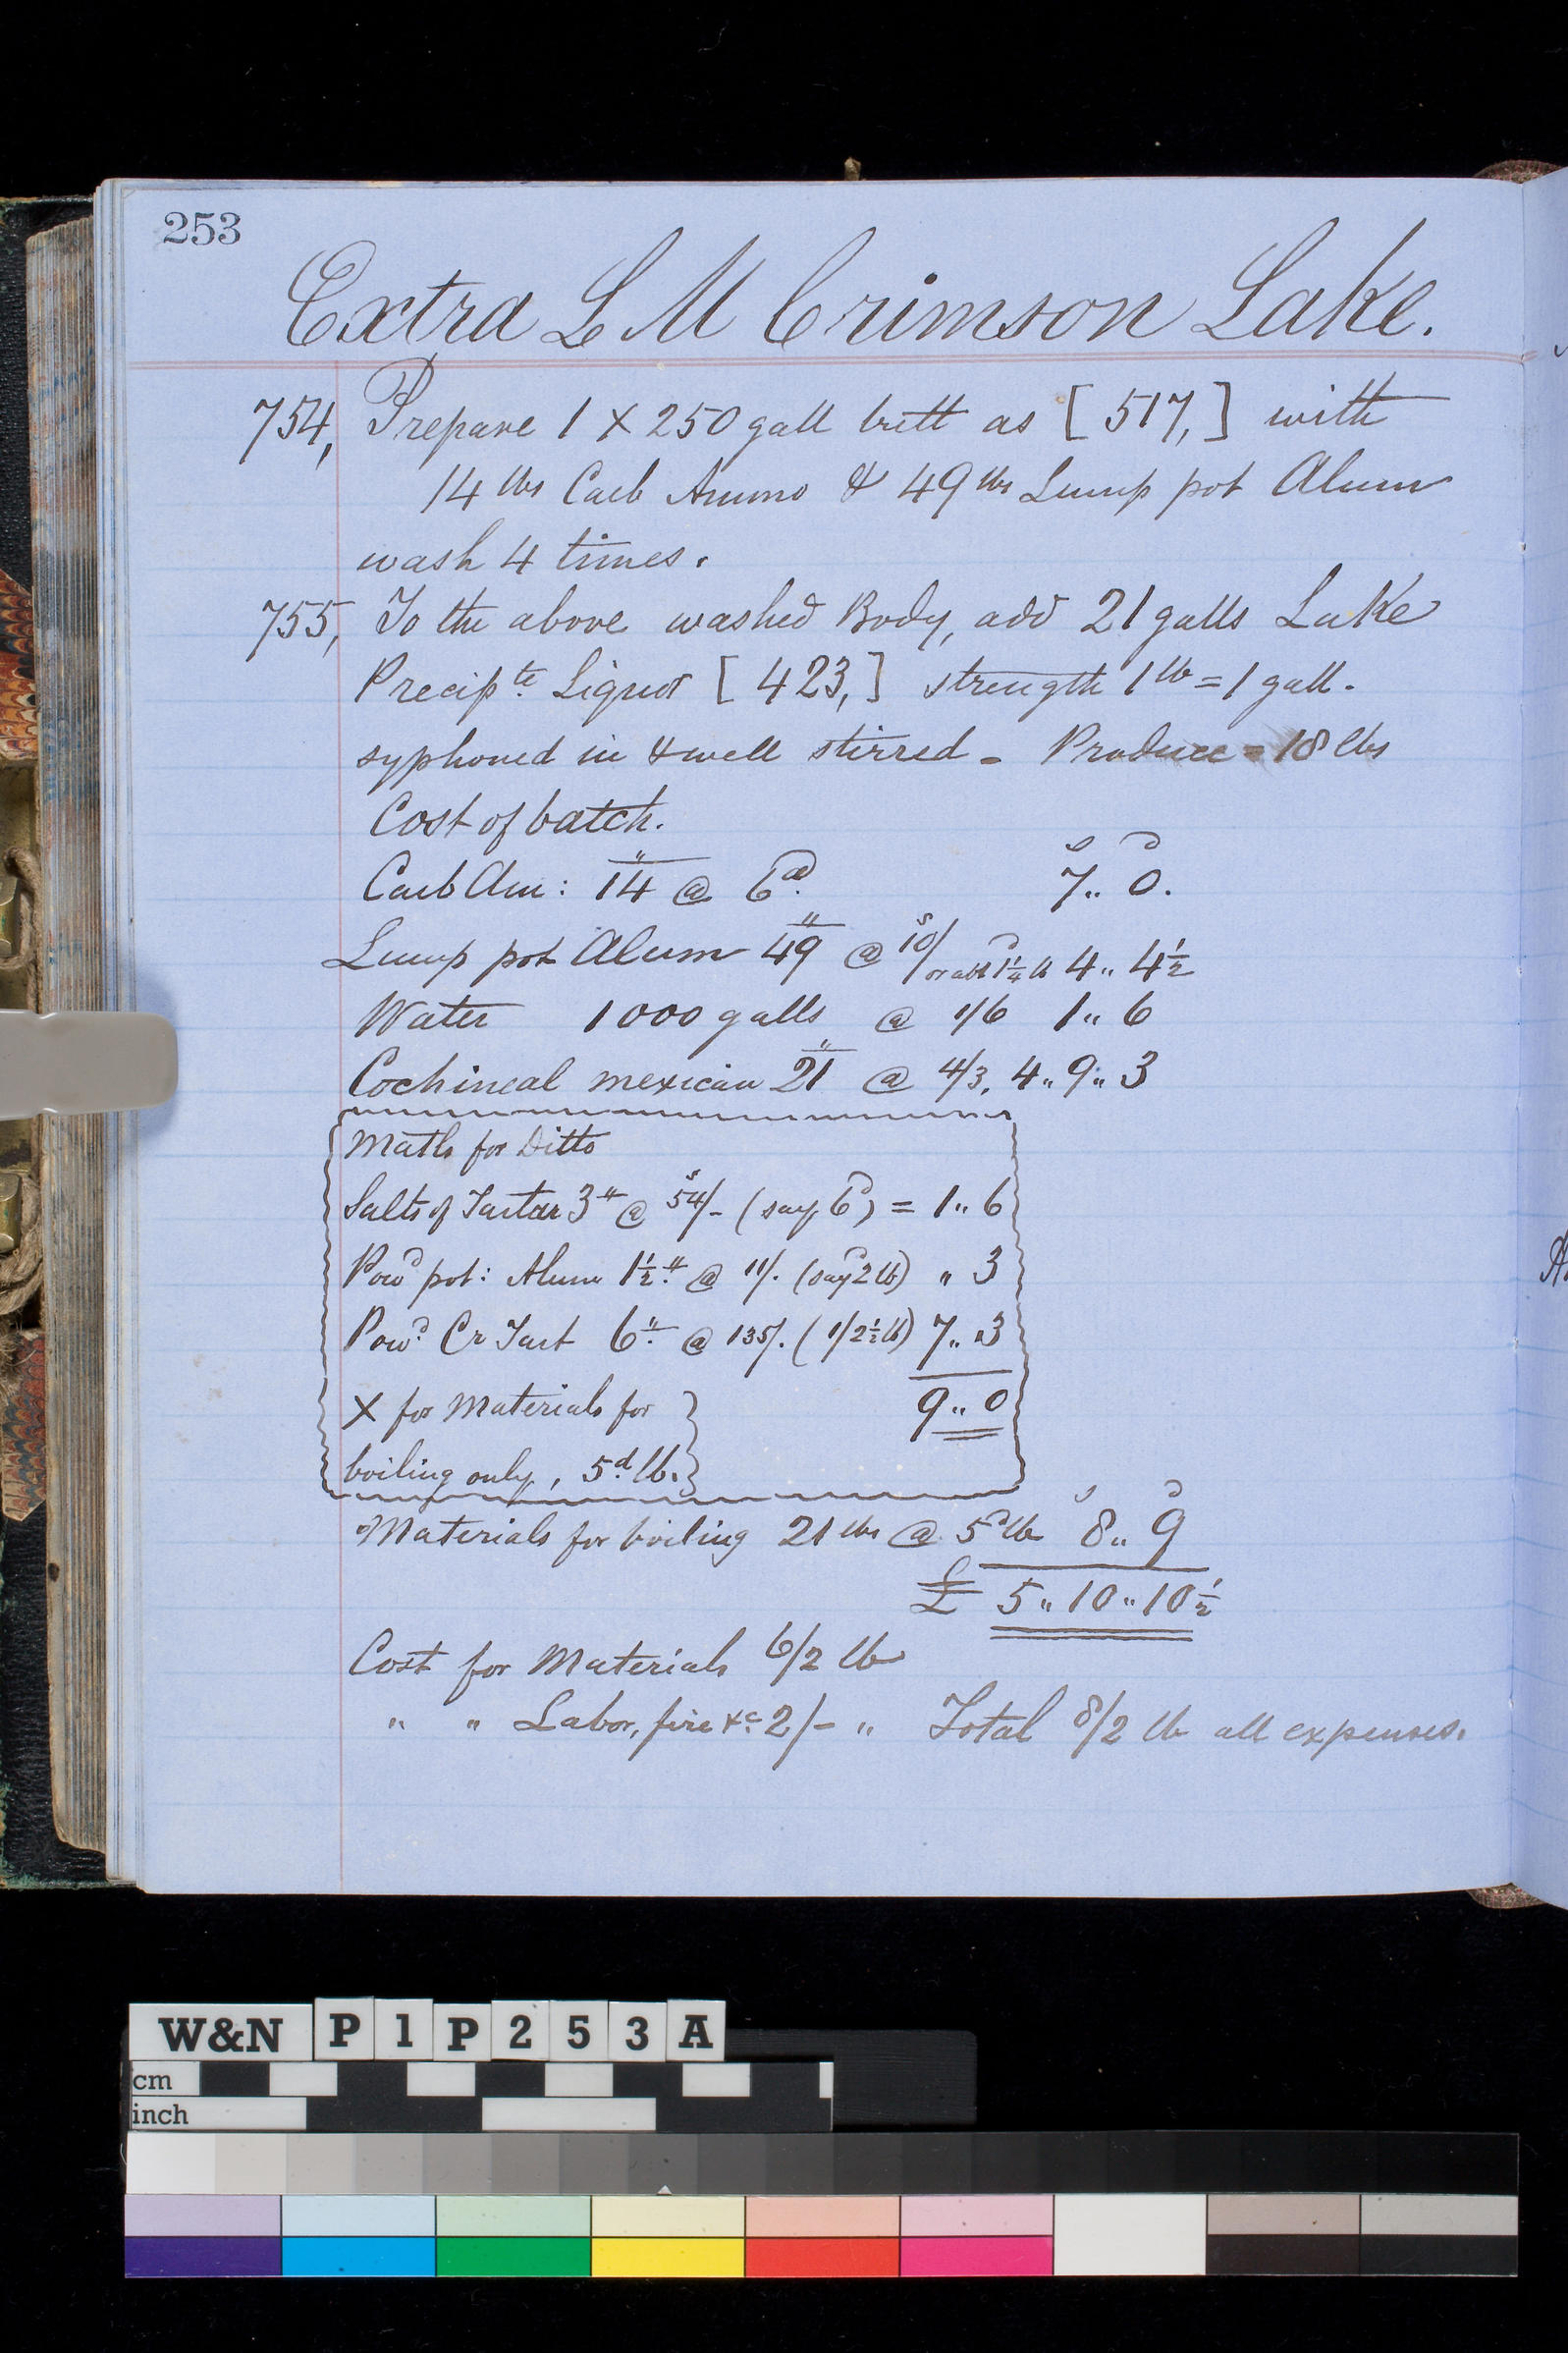 253
Extra L M Crimson Lake.
754, Prepare 1 X 250 gall butt as [517,] with
14 lbs Carb Ammo & 49 lbs Lump pot Alum
wash 4 times.
755, To the above washed Body, add 21 galls Lake
Precip te Liquor [423,] strength 1 lb = 1 gall.
syphoned in & well stirred - Produce = 18 lbs
Cost of batch.
s d
Carb Am: 14 " @ 6d. 7 .. 0.
Lump pot Alum 49 " @ 10s/ or abt 1¼d lb 4 .. 4½
Water 1000 galls @ 1/6 1 .. 6
Cochineal mexican 21 " @ 4/3. 4 .. 9 .. 3
Matls for Ditto
Salts of Tartar 3 " @ 54s/- (say 6d) = 1 .. 6
Powd pot: Alum 1½ " @ 11/. (say 2d lb) " 3
Powd Cr Tart 6 " @ 135/. (1/2½ lb) 7 .. 3
X for Materials for 9 .. 0
boiling only, 5d lb.
s d
Materials for boiling 21 lbs @ 5d lb 8 .. 9
£ 5 .. 10 .. 10½
Cost for Materials 6/2 lb
" " Labor, fire &c 2/- " Total 8/2 lb all expenses.
W&N P 1 P 2 5 3 A
cm
inch